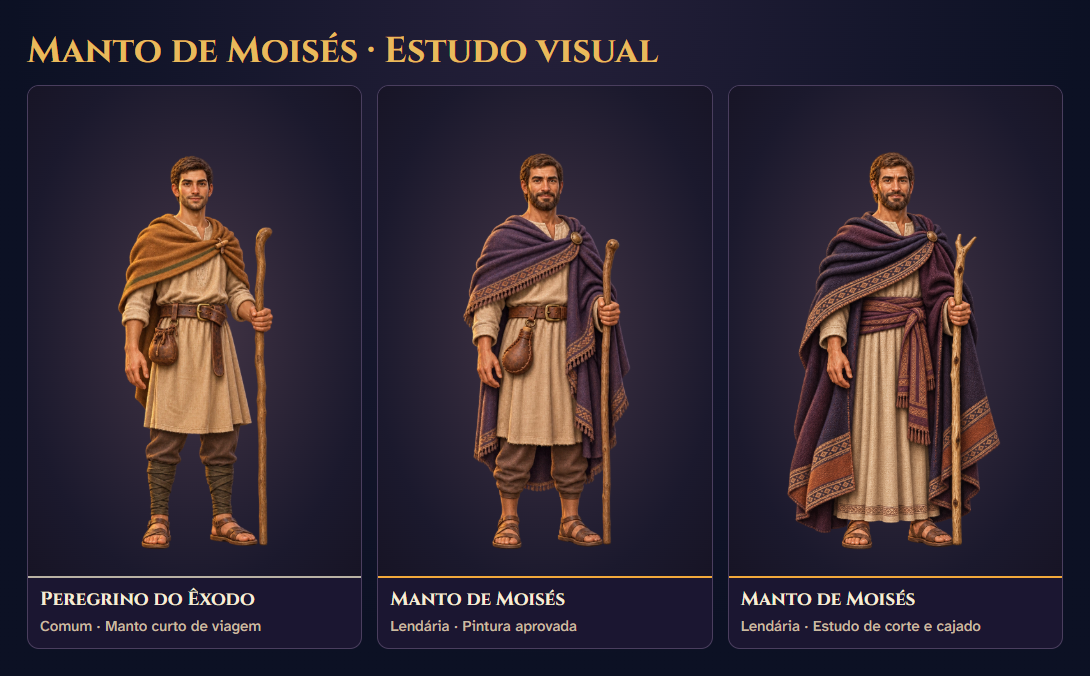 Manto de Moisés · Estudo visual
Peregrino do Êxodo
Comum · Manto curto de viagem
Manto de Moisés
Lendária · Pintura aprovada
Manto de Moisés
Lendária · Estudo de corte e cajado